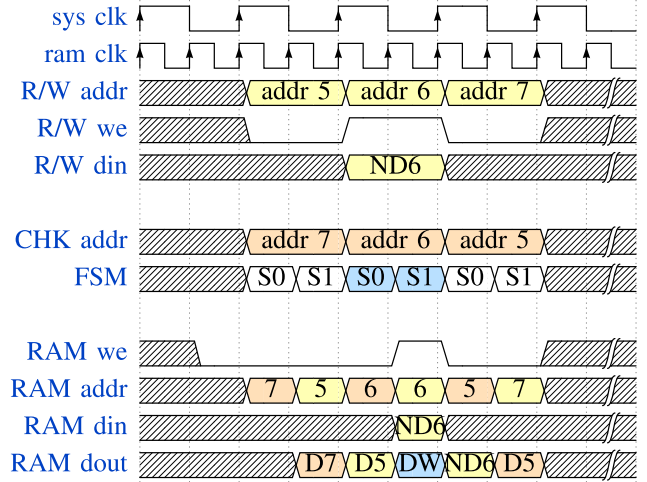 sys clk
ram clk
R/W addr addr 5 addr 6 addr 7
R/W we
R/W din ND6
CHK addr addr 7 addr 6 addr 5
FSM S0 S1 S0 S1 S0 S1
RAM we
RAM addr 7 5 6 6 5 7
RAM din ND6
RAM dout D7 D5 DW ND6 D5